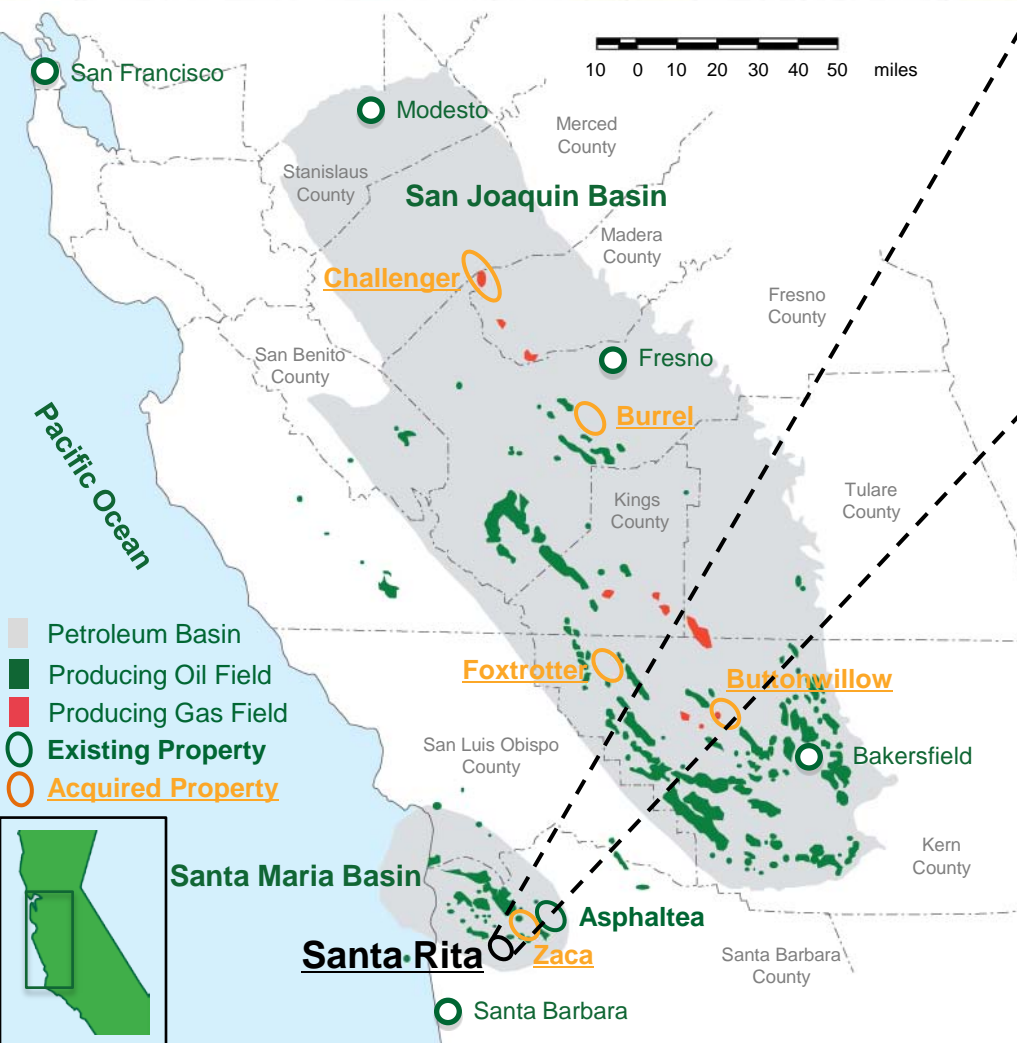 San Francisco
Modesto
10 0 10 20 30 40 50 miles
Merced
County
Stanislaus
County
San Joaquin Basin
Madera
County
Challenger
Fresno
County
San Benito
County
Fresno
Burrel
Pacific Ocean
Kings
County
Tulare
County
Petroleum Basin
Producing Oil Field
Producing Gas Field
Existing Property
Acquired Property
Foxtrotter
Buttonwillow
San Luis Obispo
County
Bakersfield
Kern
County
Santa Maria Basin
Asphaltea
Santa Rita
Zaca
Santa Barbara
County
Santa Barbara